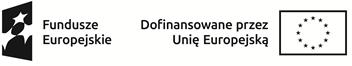 Fundusze
Europejskie
Dofinansowane przez
Unię Europejską